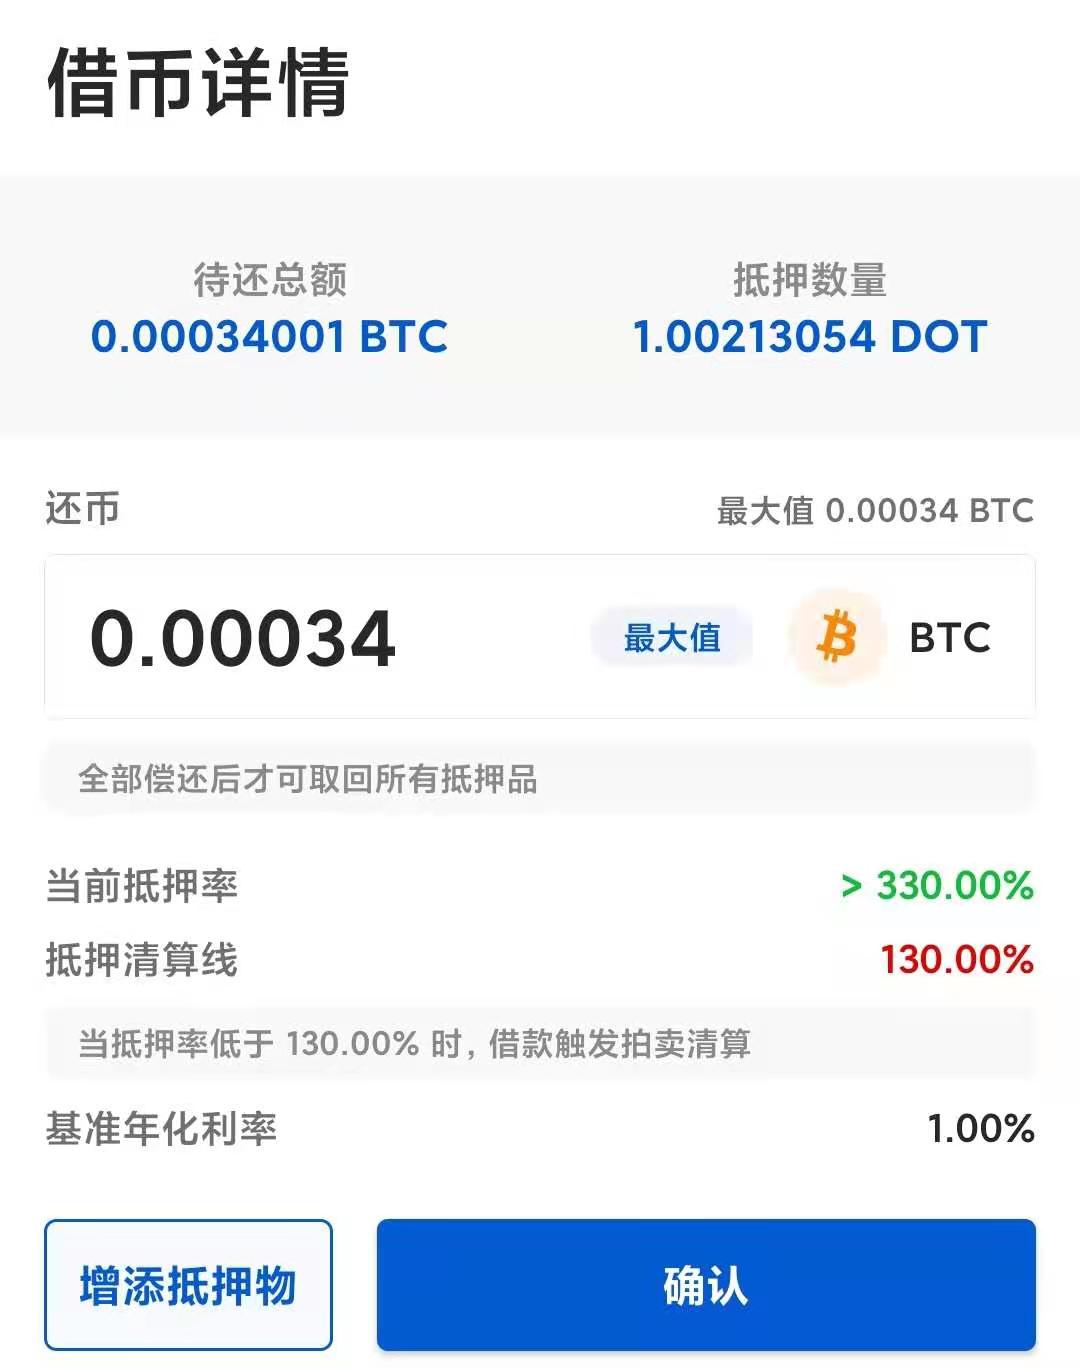 借币详情
待还总额 抵押数量
0.00034001 BTC 1.00213054 DOT
还币 最大值 0.00034 BTC
0.00034 最大值 BTC
全部偿还后才可取回所有抵押品
当前抵押率 > 330.00%
抵押清算线 130.00%
当抵押率低于 130.00% 时, 借款触发拍卖清算
基准年化利率 1.00%
增添抵押物 确认